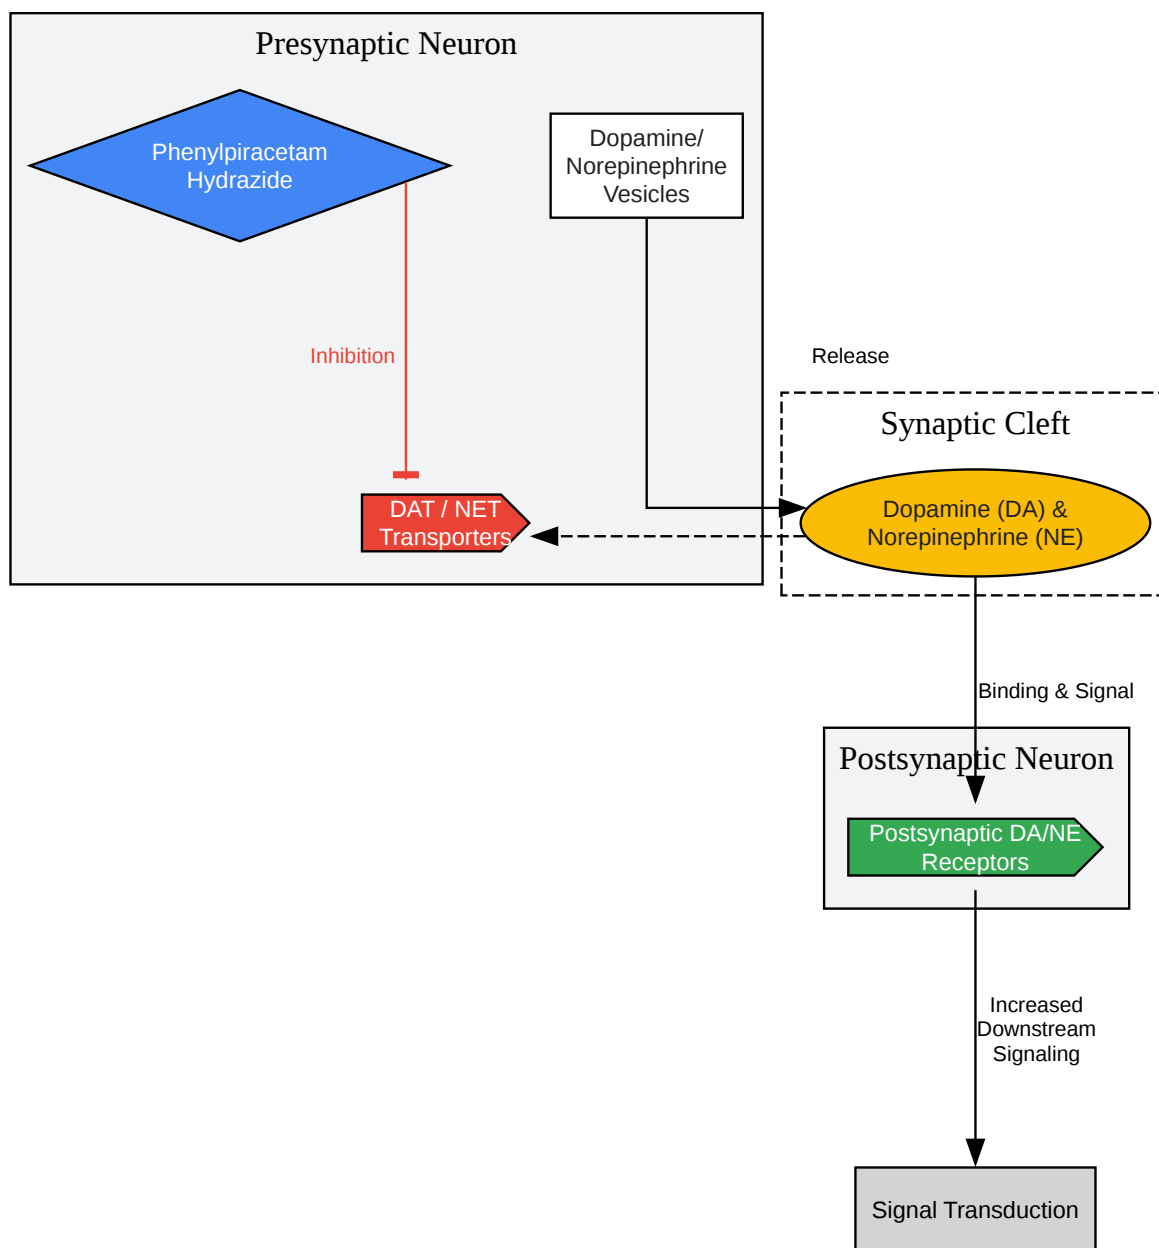 Presynaptic Neuron
Phenylpiracetam
Hydrazide
Dopamine/
Norepinephrine
Vesicles
Inhibition
Release
Synaptic Cleft
DAT / NET
Transporters
Dopamine (DA) &
Norepinephrine (NE)
Binding & Signal
Postsynaptic Neuron
Postsynaptic DA/NE
Receptors
Increased
Downstream
Signaling
Signal Transduction